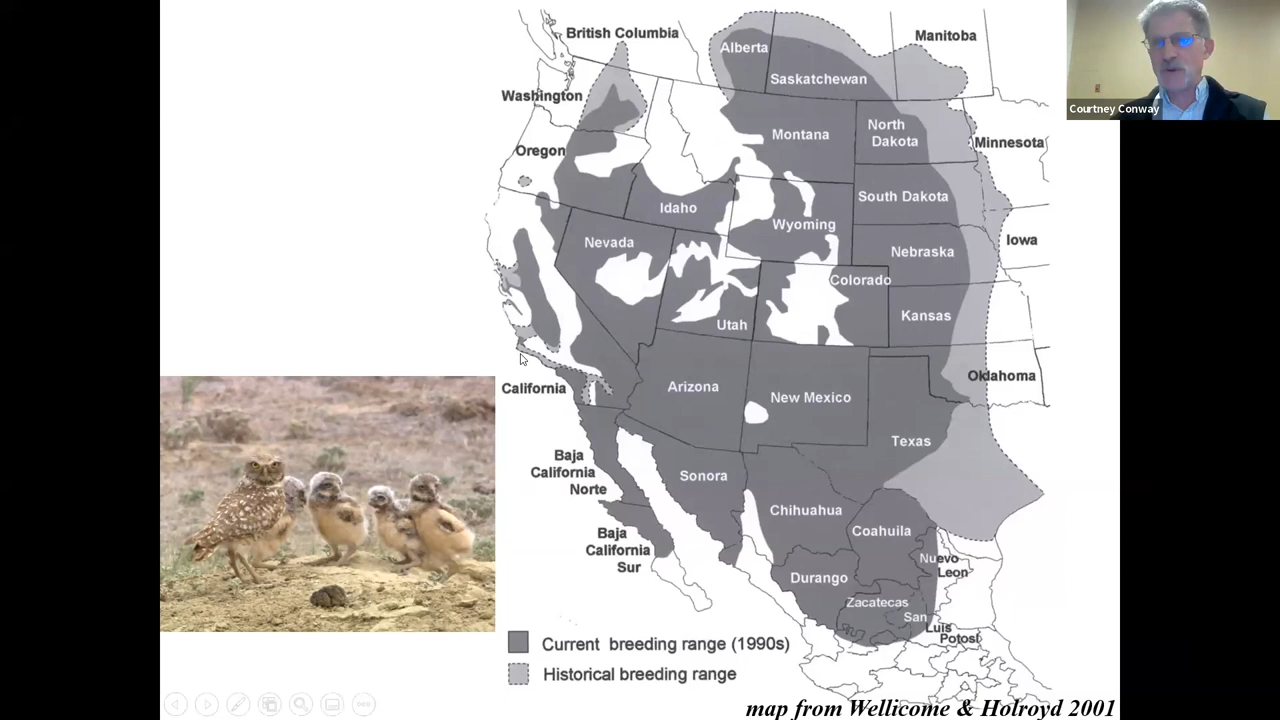 British Columbia
Alberta
Manitoba
Saskatchewan
Washington
Courtney Conway
North
Dakota
Montana
Minnesota
Oregon
South Dakota
Idaho
Wyoming
Iowa
Nevada
Nebraska
Colorado
Kansas
Utah
Oklahoma
California
Arizona
New Mexico
Texas
Baja
California
Norte
Sonora
Chihuahua
Coahuila
Baja
California
Sur
Nuevo
Leon
Durango
Zacatecas
San
Luis
Potosi
Current breeding range (1990s)
Historical breeding range
map from Wellicome & Holroyd 2001